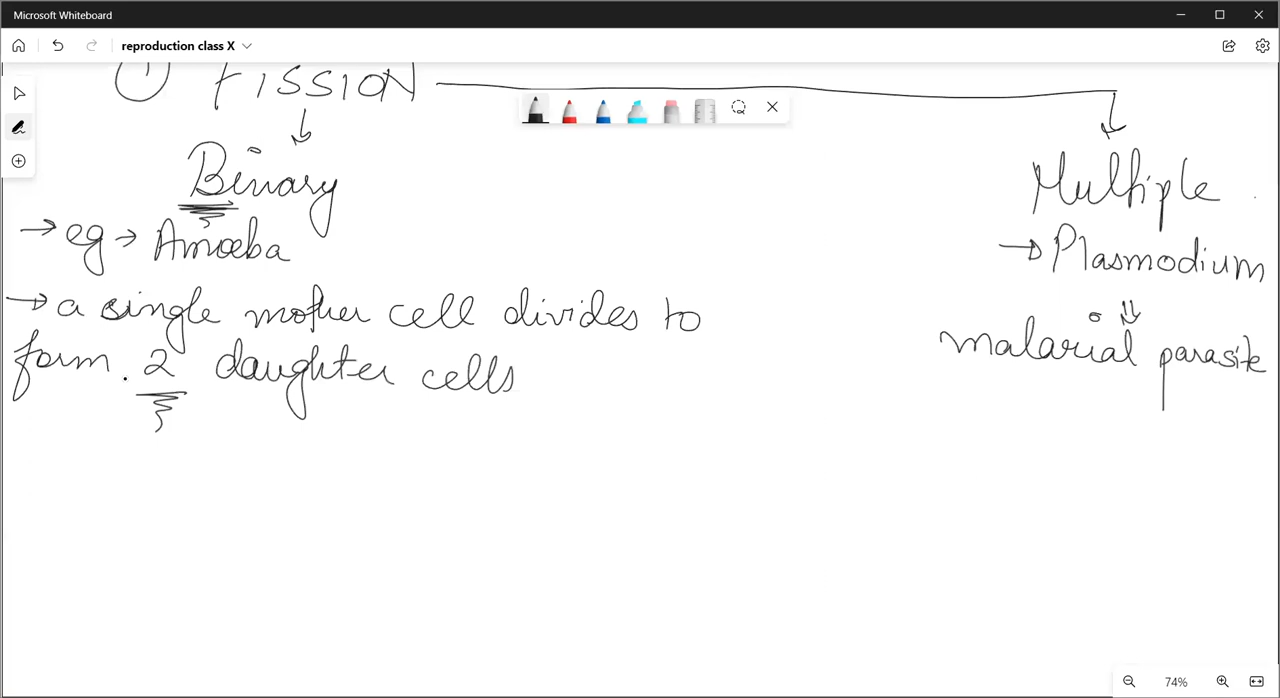 Microsoft Whiteboard
reproduction class X
① FISSION
Binary
→ eg → Amoeba
→ a single mother cell divides to
form 2 daughter cells
Multiple
→ Plasmodium
malarial parasite
74%